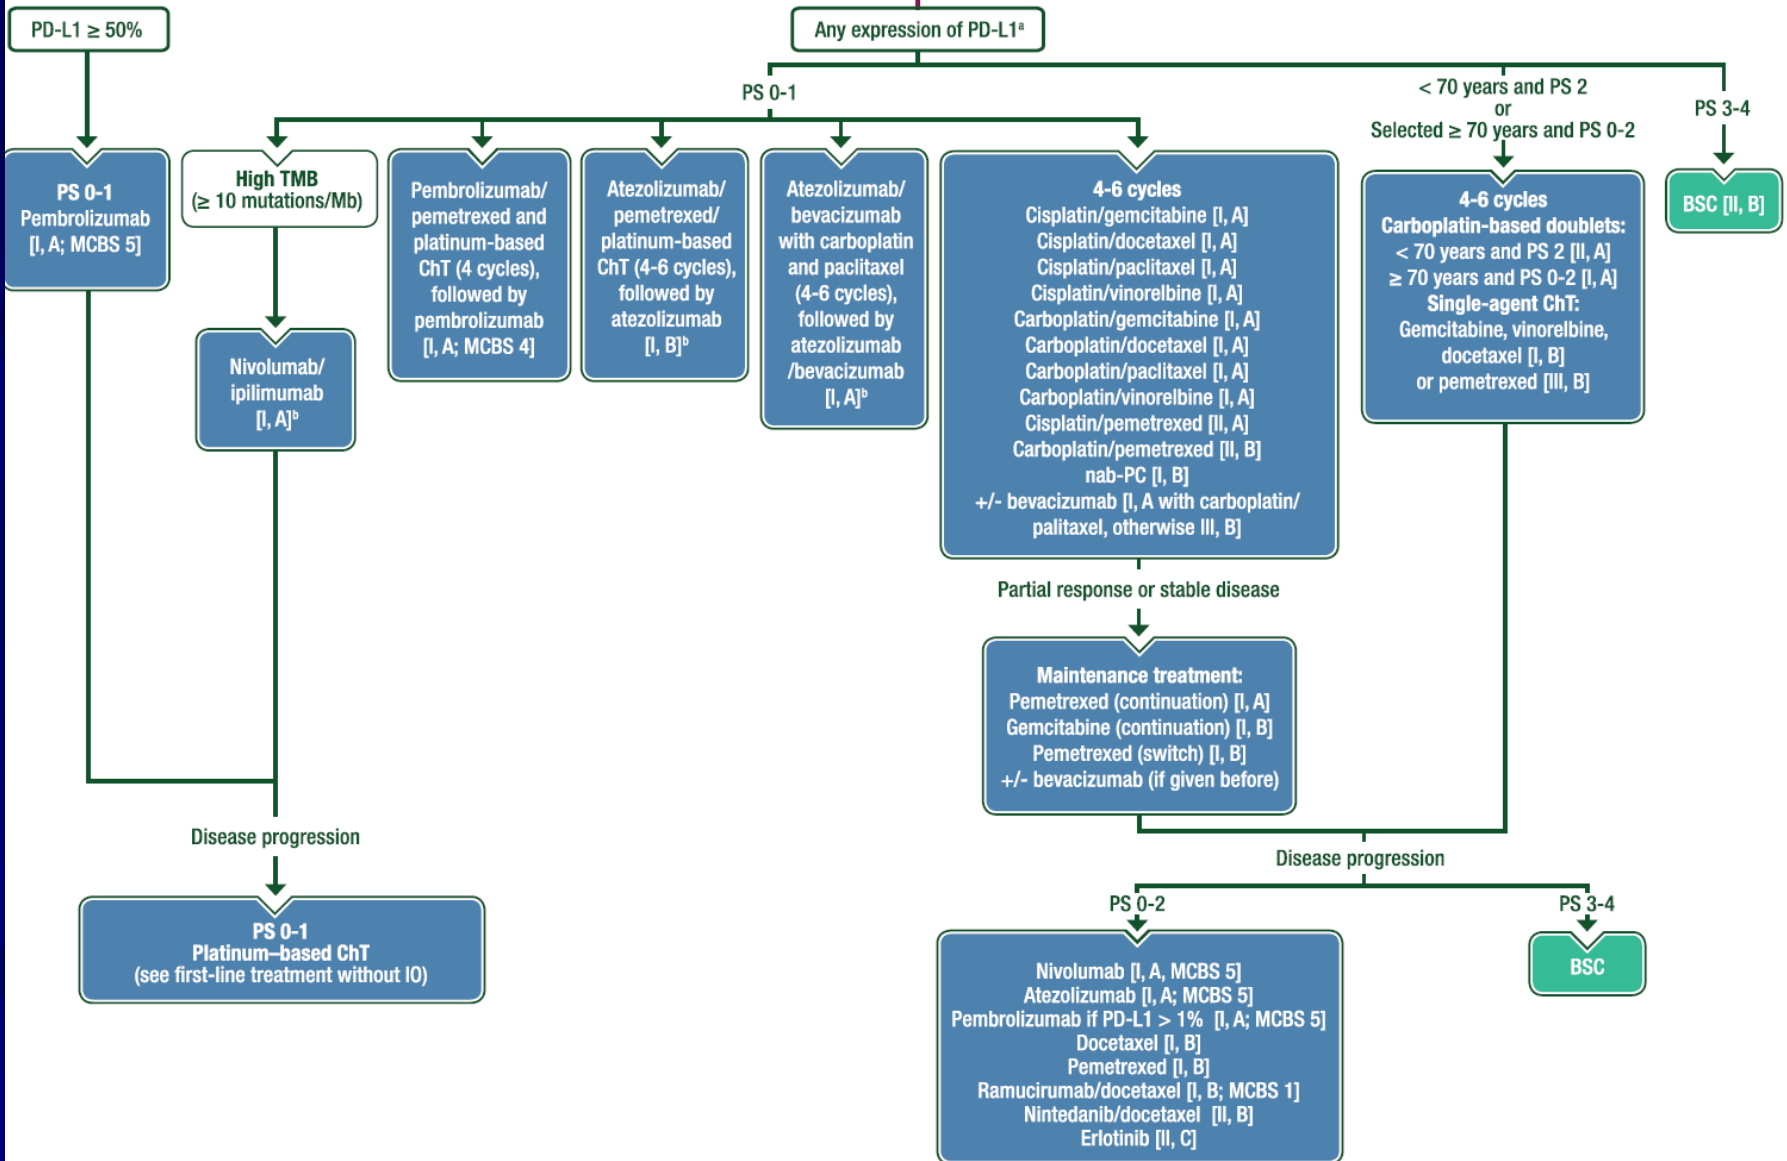 PD-L1 ≥ 50%
Any expression of PD-L1ª
PS 0-1
< 70 years and PS 2
or
Selected ≥ 70 years and PS 0-2
PS 3-4
PS 0-1
Pembrolizumab
[I, A; MCBS 5]
High TMB
(≥ 10 mutations/Mb)
Nivolumab/
ipilimumab
[I, A]ᵇ
Pembrolizumab/
pemetrexed and
platinum-based
ChT (4 cycles),
followed by
pembrolizumab
[I, A; MCBS 4]
Atezolizumab/
pemetrexed/
platinum-based
ChT (4-6 cycles),
followed by
atezolizumab
[I, B]ᵇ
Atezolizumab/
bevacizumab
with carboplatin
and paclitaxel
(4-6 cycles),
followed by
atezolizumab
/bevacizumab
[I, A]ᵇ
4-6 cycles
Cisplatin/gemcitabine [I, A]
Cisplatin/docetaxel [I, A]
Cisplatin/paclitaxel [I, A]
Cisplatin/vinorelbine [I, A]
Carboplatin/gemcitabine [I, A]
Carboplatin/docetaxel [I, A]
Carboplatin/paclitaxel [I, A]
Carboplatin/vinorelbine [I, A]
Cisplatin/pemetrexed [II, A]
Carboplatin/pemetrexed [II, B]
nab-PC [I, B]
+/- bevacizumab [I, A with carboplatin/
palitaxel, otherwise III, B]
4-6 cycles
Carboplatin-based doublets:
< 70 years and PS 2 [II, A]
≥ 70 years and PS 0-2 [I, A]
Single-agent ChT:
Gemcitabine, vinorelbine,
docetaxel [I, B]
or pemetrexed [III, B]
BSC [II, B]
Partial response or stable disease
Maintenance treatment:
Pemetrexed (continuation) [I, A]
Gemcitabine (continuation) [I, B]
Pemetrexed (switch) [I, B]
+/- bevacizumab (if given before)
Disease progression
PS 0-1
Platinum–based ChT
(see first-line treatment without IO)
Disease progression
PS 0-2
PS 3-4
Nivolumab [I, A, MCBS 5]
Atezolizumab [I, A; MCBS 5]
Pembrolizumab if PD-L1 > 1% [I, A; MCBS 5]
Docetaxel [I, B]
Pemetrexed [I, B]
Ramucirumab/docetaxel [I, B; MCBS 1]
Nintedanib/docetaxel [II, B]
Erlotinib [II, C]
BSC